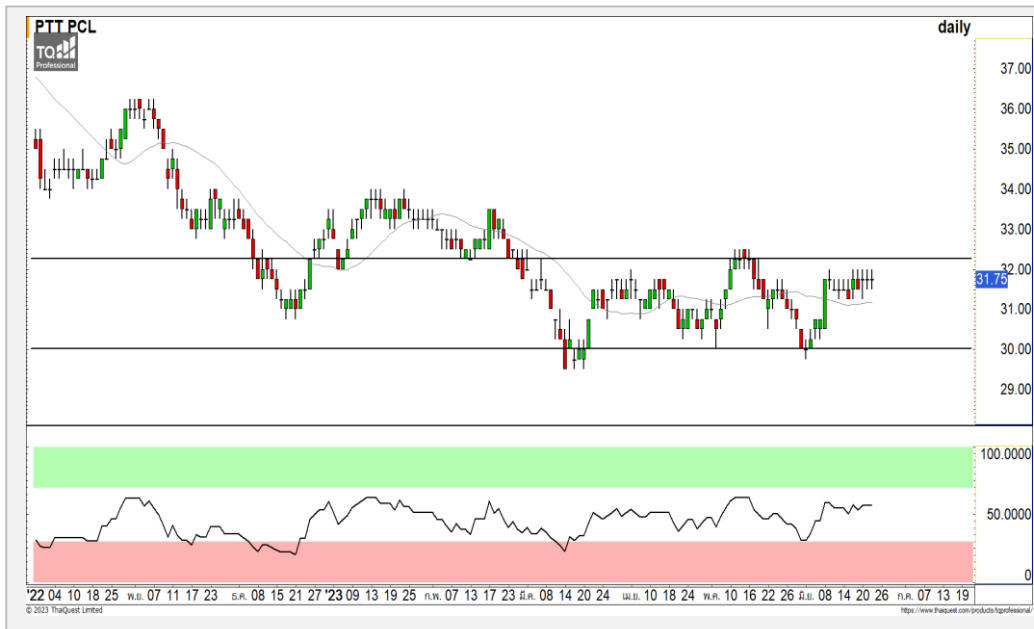 PTT PCL daily
TQ
Professional
37.00
36.00
35.00
34.00
33.00
32.00
31.75
31.00
30.00
29.00
100.0000
50.0000
0
'22 04 10 18 25 พ.ย. 07 11 17 23 ธ.ค. 08 15 21 27 '23 09 13 19 25 ก.พ. 07 13 17 23 มี.ค. 08 14 20 24 เม.ย. 10 18 24 พ.ค. 10 16 22 26 มิ.ย. 08 14 20 26 ก.ค. 07 13 19
© 2023 ThaiQuest Limited https://www.thaiquest.com/products/tqprofessional/